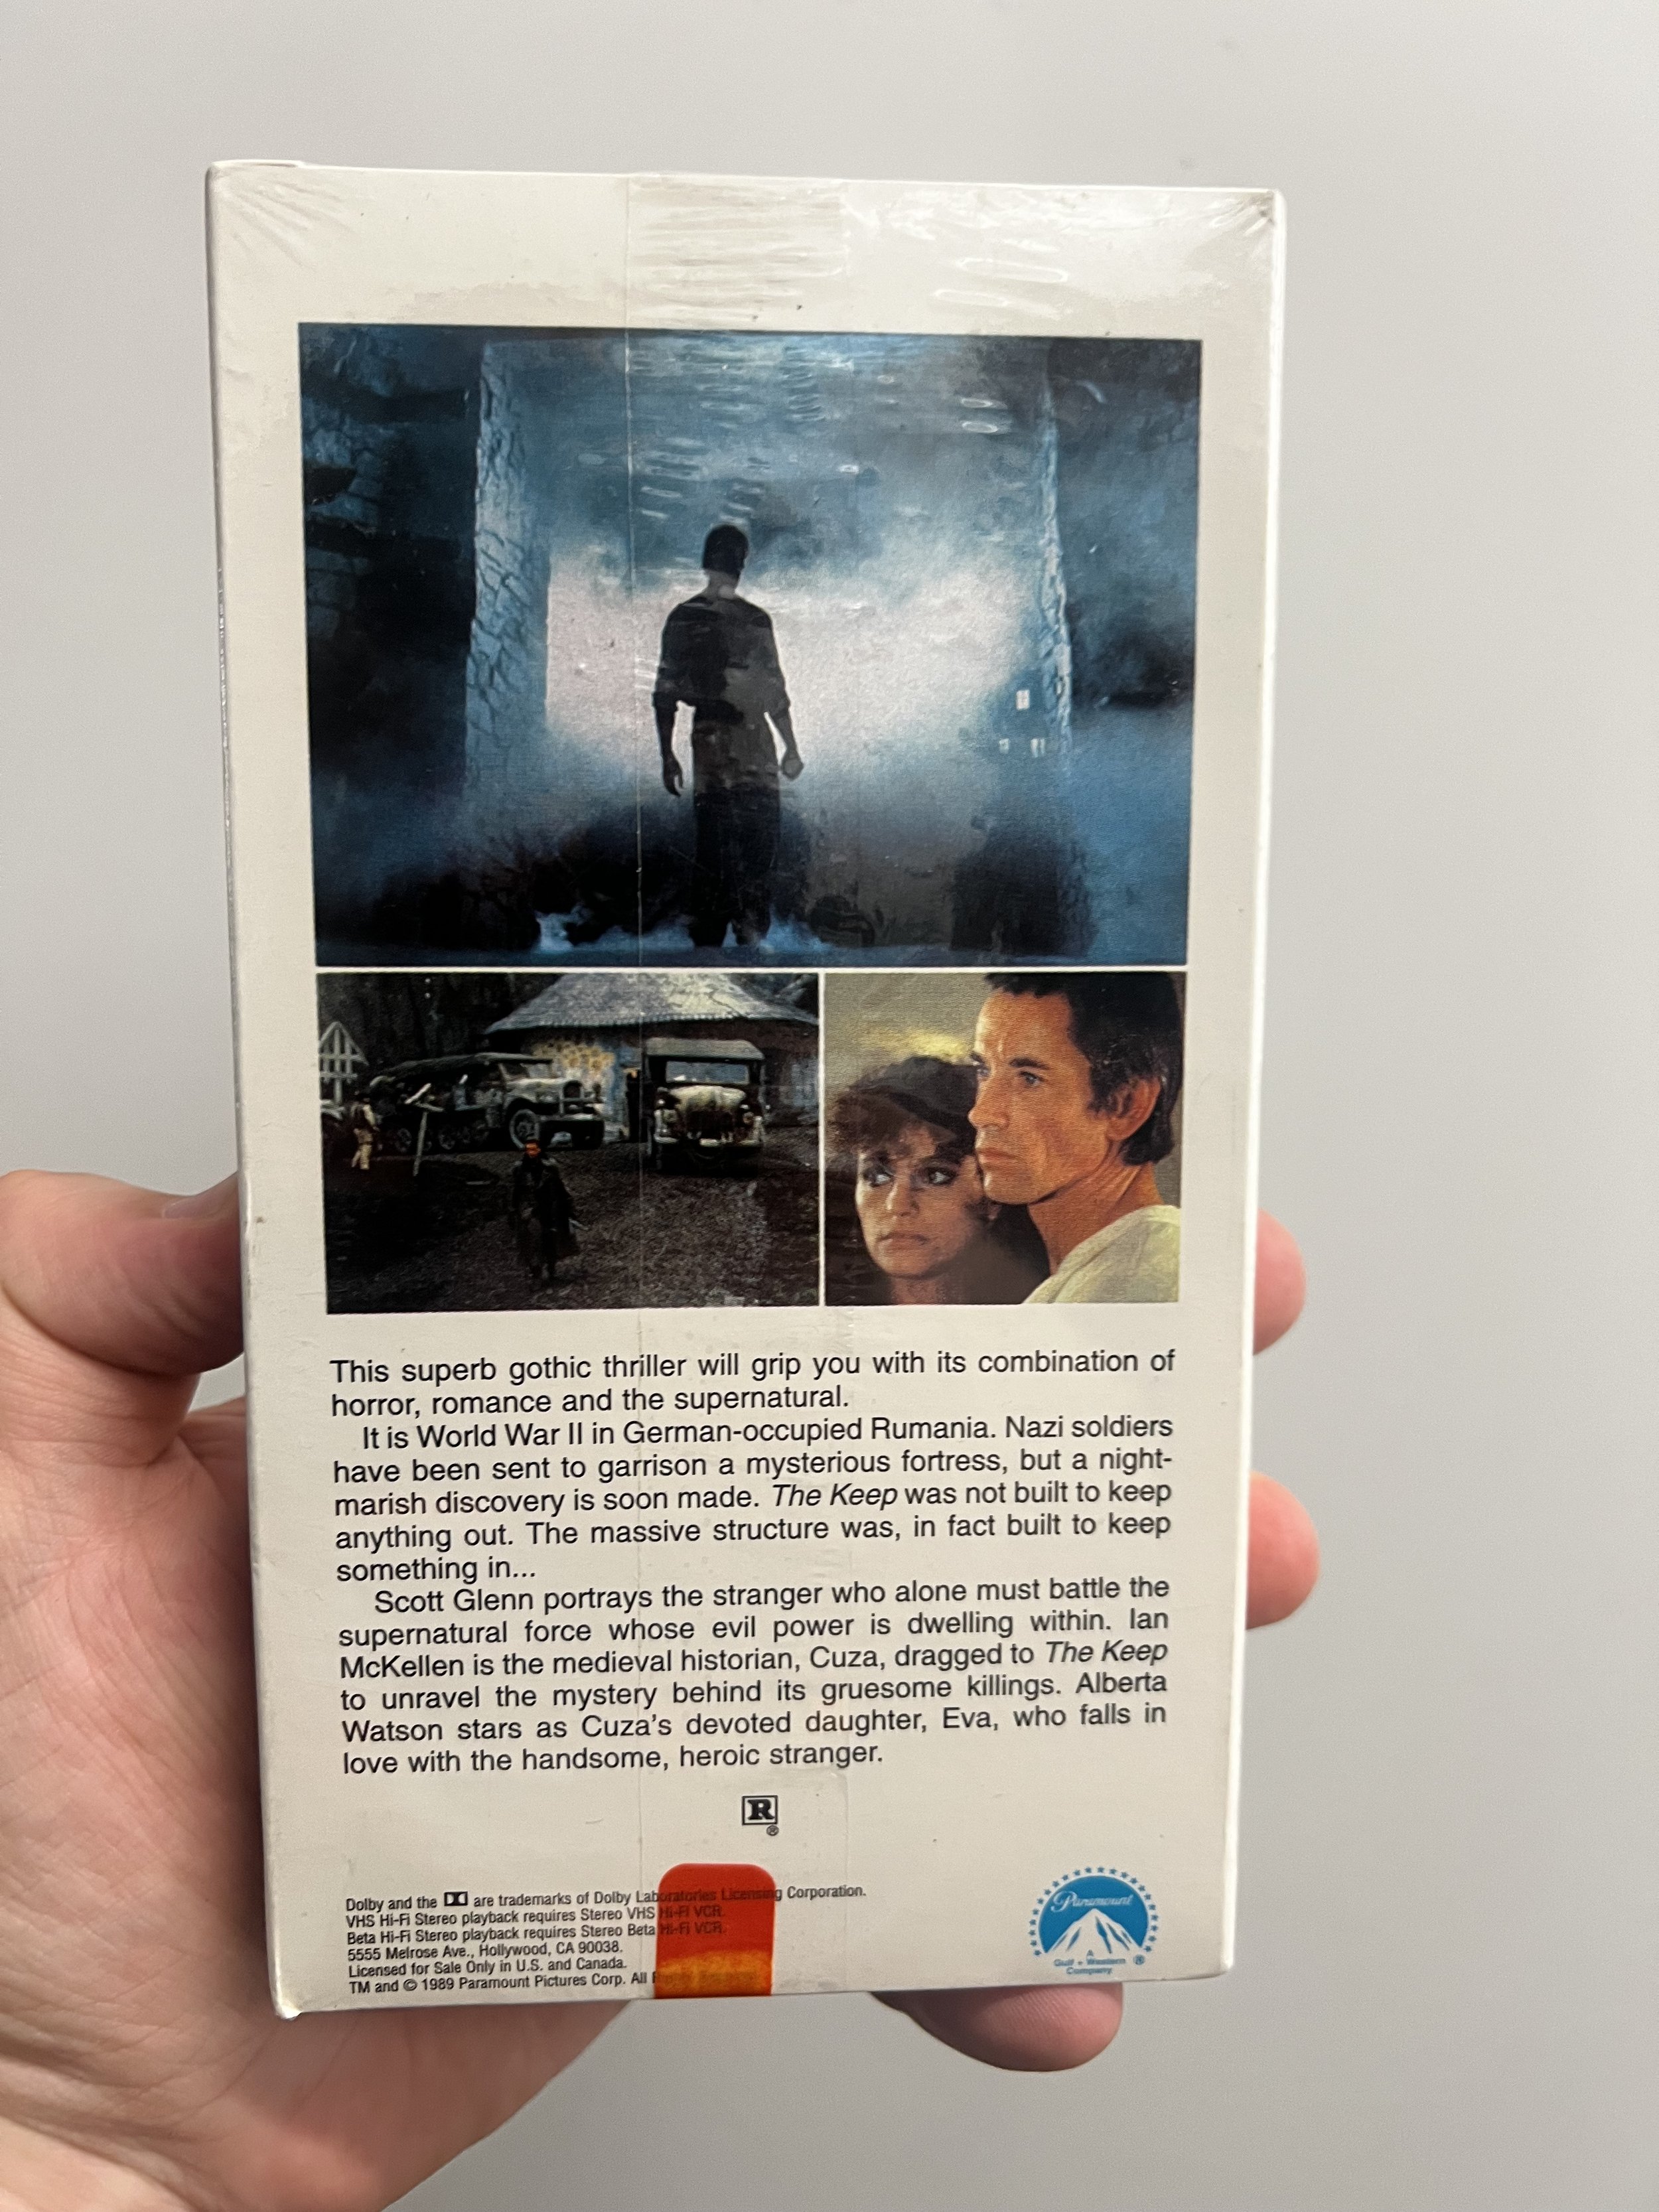 This superb gothic thriller will grip you with its combination of
horror, romance and the supernatural.
It is World War II in German-occupied Rumania. Nazi soldiers
have been sent to garrison a mysterious fortress, but a night-
marish discovery is soon made. The Keep was not built to keep
anything out. The massive structure was, in fact built to keep
something in...
Scott Glenn portrays the stranger who alone must battle the
supernatural force whose evil power is dwelling within. Ian
McKellen is the medieval historian, Cuza, dragged to The Keep
to unravel the mystery behind its gruesome killings. Alberta
Watson stars as Cuza's devoted daughter, Eva, who falls in
love with the handsome, heroic stranger.
R
®
Dolby and the are trademarks of Dolby Laboratories Licensing Corporation.
VHS Hi-Fi Stereo playback requires Stereo VHS Hi-Fi VCR.
Beta Hi-Fi Stereo playback requires Stereo Beta Hi-Fi VCR.
5555 Melrose Ave., Hollywood, CA 90038.
Licensed for Sale Only in U.S. and Canada.
TM and © 1989 Paramount Pictures Corp. All
Paramount
A
Gulf + Western ®
Company